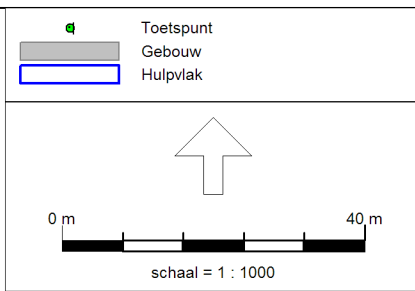 Toetspunt
Gebouw
Hulpvlak
0 m 40 m
schaal = 1 : 1000